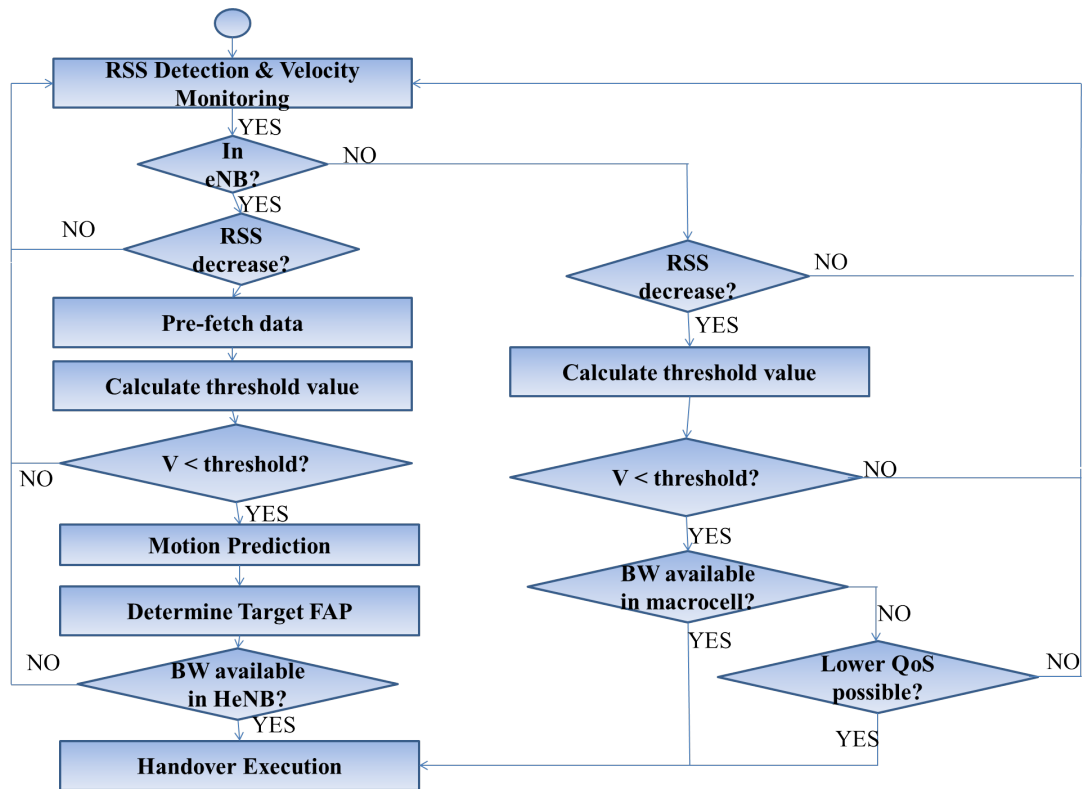 RSS Detection & Velocity
Monitoring
YES
In
eNB?
NO
YES
NO
RSS
decrease?
RSS
decrease?
NO
Pre-fetch data
YES
Calculate threshold value
Calculate threshold value
V < threshold?
NO
V < threshold?
NO
YES
YES
Motion Prediction
BW available
in macrocell?
Determine Target FAP
NO
YES
NO
BW available
in HeNB?
Lower QoS
possible?
NO
YES
YES
Handover Execution